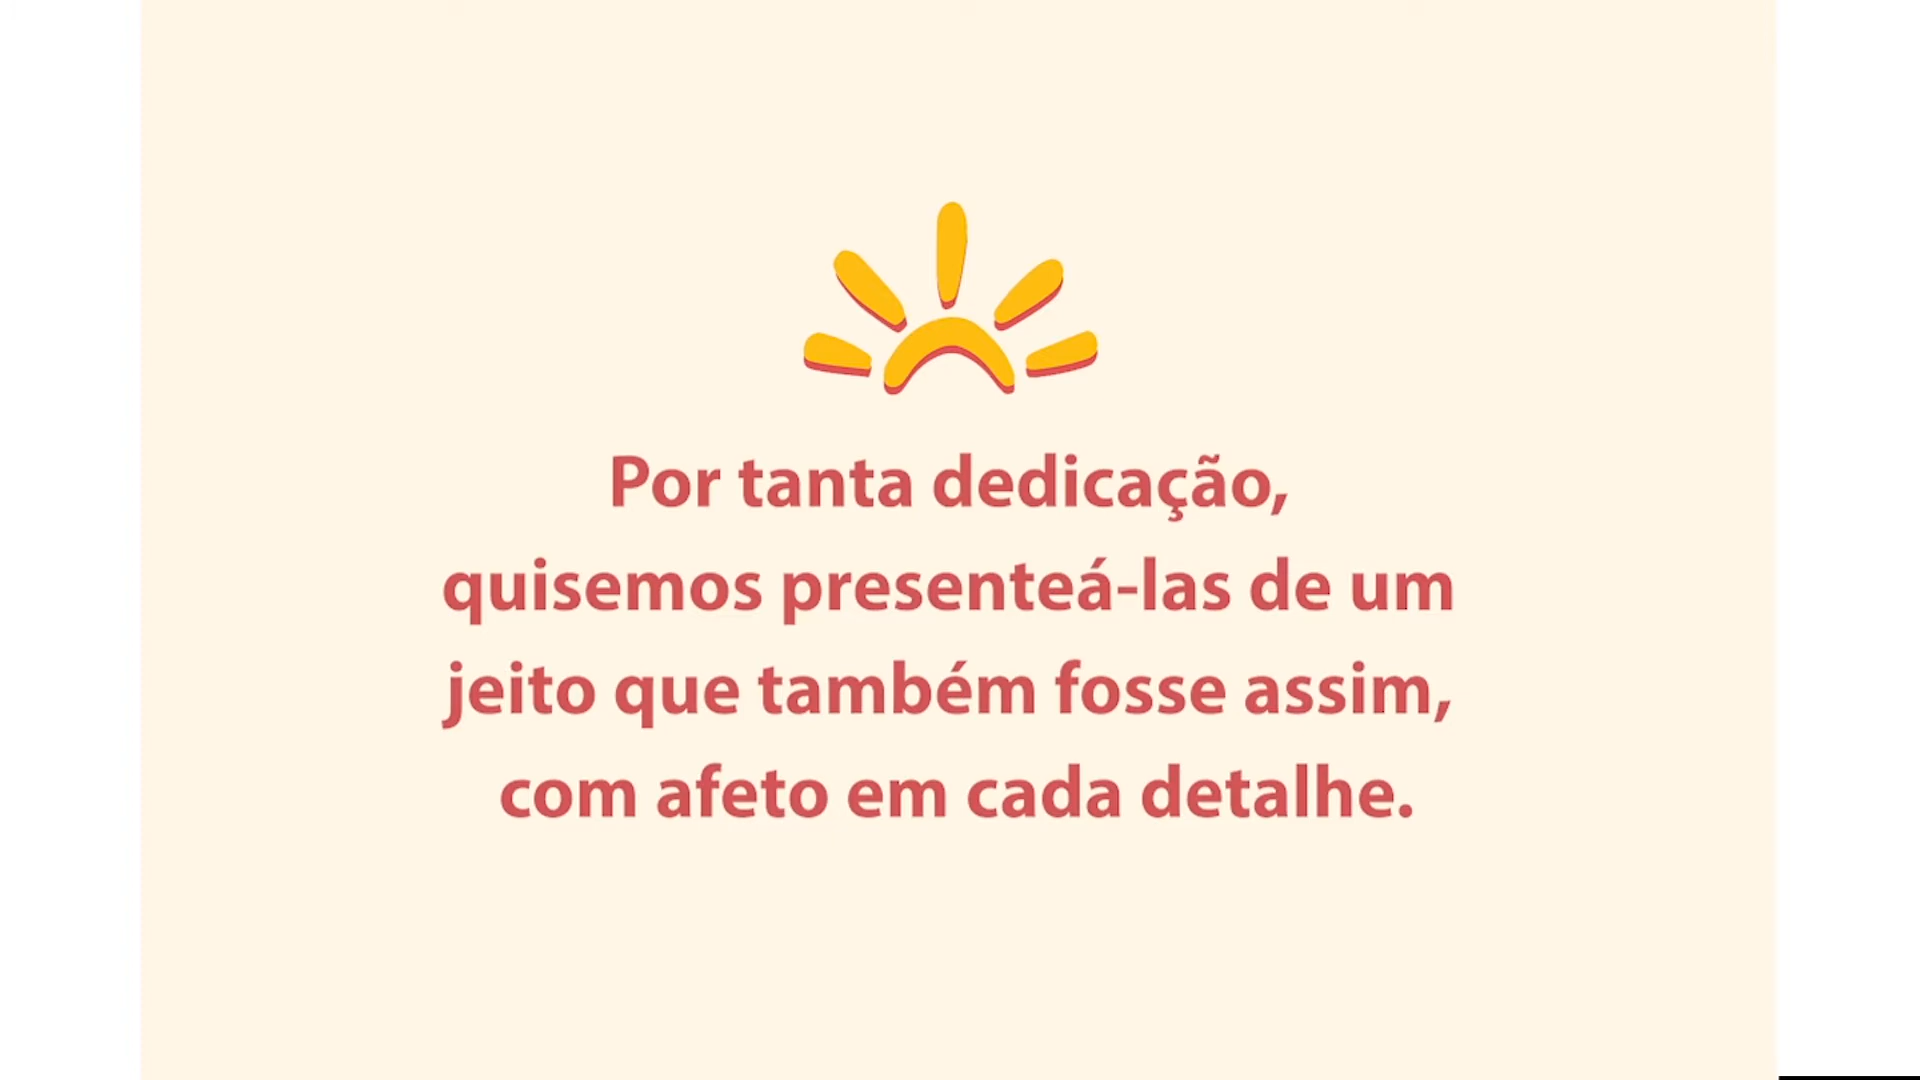 Por tanta dedicação,
quisemos presenteá-las de um
jeito que também fosse assim,
com afeto em cada detalhe.